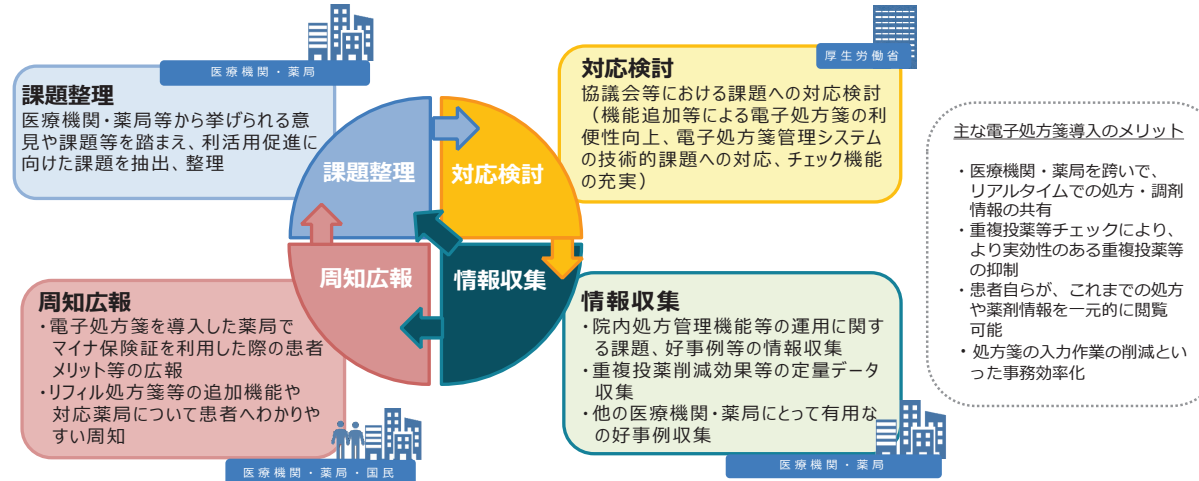 医療機関・薬局
課題整理
医療機関・薬局等から挙げられる意
見や課題等を踏まえ、利活用促進に
向けた課題を抽出、整理
厚生労働省
対応検討
協議会等における課題への対応検討
（機能追加等による電子処方箋の利
便性向上、電子処方箋管理システム
の技術的課題への対応、チェック機能
の充実）
課題整理
対応検討
周知広報
情報収集
周知広報
・電子処方箋を導入した薬局で
マイナ保険証を利用した際の患者
メリット等の広報
・リフィル処方箋等の追加機能や
対応薬局について患者へわかりや
すい周知
医療機関・薬局・国民
情報収集
・院内処方管理機能等の運用に関す
る課題、好事例等の情報収集
・重複投薬削減効果等の定量データ
収集
・他の医療機関・薬局にとって有用な
の好事例収集
医療機関・薬局
主な電子処方箋導入のメリット
・医療機関・薬局を跨いで、
リアルタイムでの処方・調剤
情報の共有
・重複投薬等チェックにより、
より実効性のある重複投薬等
の抑制
・患者自らが、これまでの処方
や薬剤情報を一元的に閲覧
可能
・処方箋の入力作業の削減とい
った事務効率化